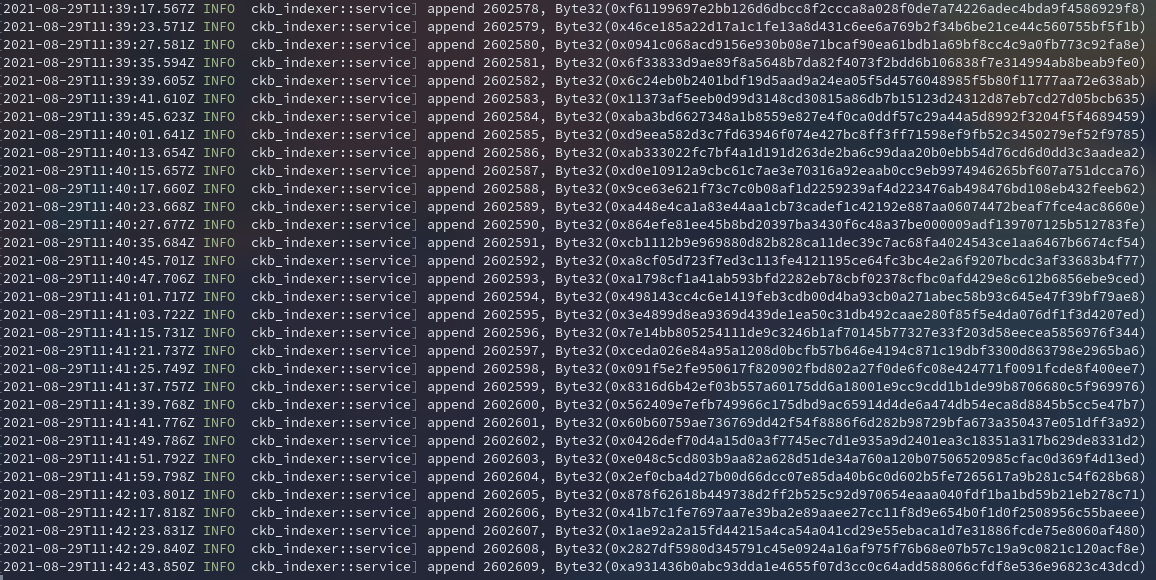 [2021-08-29T11:39:17.567Z INFO  ckb_indexer::service] append 2602578, Byte32(0xf61199697e2bb126d6dbcc8f2ccca8a028f0de7a74226adec4bda9f4586929f8)
[2021-08-29T11:39:23.571Z INFO  ckb_indexer::service] append 2602579, Byte32(0x46ce185a22d17a1c1fe13a8d431c6ee6a769b2f34b6be21ce44c560755bf5f1b)
[2021-08-29T11:39:27.581Z INFO  ckb_indexer::service] append 2602580, Byte32(0x0941c068acd9156e930b08e71bcaf90ea61bdb1a69bf8cc4c9a0fb773c92fa8e)
[2021-08-29T11:39:35.594Z INFO  ckb_indexer::service] append 2602581, Byte32(0x6f33833d9ae89f8a5648b7da82f4073f2bdd6b106838f7e314994ab8beab9fe0)
[2021-08-29T11:39:39.605Z INFO  ckb_indexer::service] append 2602582, Byte32(0x6c24eb0b2401bdf19d5aad9a24ea05f5d4576048985f5b80f11777aa72e638ab)
[2021-08-29T11:39:41.610Z INFO  ckb_indexer::service] append 2602583, Byte32(0x11373af5eeb0d99d3148cd30815a86db7b15123d24312d87eb7cd27d05bcb635)
[2021-08-29T11:39:45.623Z INFO  ckb_indexer::service] append 2602584, Byte32(0xaba3bd6627348a1b8559e827e4f0ca0ddf57c29a44a5d8992f3204f5f4689459)
[2021-08-29T11:40:01.641Z INFO  ckb_indexer::service] append 2602585, Byte32(0xd9eea582d3c7fd63946f074e427bc8ff3ff71598ef9fb52c3450279ef52f9785)
[2021-08-29T11:40:13.654Z INFO  ckb_indexer::service] append 2602586, Byte32(0xab333022fc7bf4a1d191d263de2ba6c99daa20b0ebb54d76cd6d0dd3c3aadea2)
[2021-08-29T11:40:15.657Z INFO  ckb_indexer::service] append 2602587, Byte32(0xd0e10912a9cbc61c7ae3e70316a92eaab0cc9eb9974946265bf607a751dcca76)
[2021-08-29T11:40:17.660Z INFO  ckb_indexer::service] append 2602588, Byte32(0x9ce63e621f73c7c0b08af1d2259239af4d223476ab498476bd108eb432feeb62)
[2021-08-29T11:40:23.668Z INFO  ckb_indexer::service] append 2602589, Byte32(0xa448e4ca1a83e44aa1cb73cadef1c42192e887aa06074472beaf7fce4ac8660e)
[2021-08-29T11:40:27.677Z INFO  ckb_indexer::service] append 2602590, Byte32(0x864efe81ee45b8bd20397ba3430f6c48a37be000009adf139707125b512783fe)
[2021-08-29T11:40:35.684Z INFO  ckb_indexer::service] append 2602591, Byte32(0xcb1112b9e969880d82b828ca11dec39c7ac68fa4024543ce1aa6467b6674cf54)
[2021-08-29T11:40:45.701Z INFO  ckb_indexer::service] append 2602592, Byte32(0xa8cf05d723f7ed3c113fe4121195ce64fc3bc4e2a6f9207bcdc3af33683b4f77)
[2021-08-29T11:40:47.706Z INFO  ckb_indexer::service] append 2602593, Byte32(0xa1798cf1a41ab593bfd2282eb78cbf02378cfbc0afd429e8c612b6856ebe9ced)
[2021-08-29T11:41:01.717Z INFO  ckb_indexer::service] append 2602594, Byte32(0x498143cc4c6e1419feb3cdb00d4ba93cb0a271abec58b93c645e47f39bf79ae8)
[2021-08-29T11:41:03.722Z INFO  ckb_indexer::service] append 2602595, Byte32(0x3e4899d8ea9369d439de1ea50c31db492caae280f85f5e4da076df1f3d4207ed)
[2021-08-29T11:41:15.731Z INFO  ckb_indexer::service] append 2602596, Byte32(0x7e14bb805254111de9c3246b1af70145b77327e33f203d58eecea5856976f344)
[2021-08-29T11:41:21.737Z INFO  ckb_indexer::service] append 2602597, Byte32(0xceda026e84a95a1208d0bcfb57b646e4194c871c19dbf3300d863798e2965ba6)
[2021-08-29T11:41:25.749Z INFO  ckb_indexer::service] append 2602598, Byte32(0x091f5e2fe950617f820902fbd802a27f0de6fc08e424771f0091fcde8f400ee7)
[2021-08-29T11:41:37.757Z INFO  ckb_indexer::service] append 2602599, Byte32(0x8316d6b42ef03b557a60175dd6a18001e9cc9cdd1b1de99b8706680c5f969976)
[2021-08-29T11:41:39.768Z INFO  ckb_indexer::service] append 2602600, Byte32(0x562409e7efb749966c175dbd9ac65914d4de6a474db54eca8d8845b5cc5e47b7)
[2021-08-29T11:41:41.776Z INFO  ckb_indexer::service] append 2602601, Byte32(0x60b60759ae736769dd42f54f8886f6d282b98729bfa673a350437e051dff3a92)
[2021-08-29T11:41:49.786Z INFO  ckb_indexer::service] append 2602602, Byte32(0x0426def70d4a15d0a3f7745ec7d1e935a9d2401ea3c18351a317b629de8331d2)
[2021-08-29T11:41:51.792Z INFO  ckb_indexer::service] append 2602603, Byte32(0xe048c5cd803b9aa82a628d51de34a760a120b07506520985cfac0d369f4d13ed)
[2021-08-29T11:41:59.798Z INFO  ckb_indexer::service] append 2602604, Byte32(0x2ef0cba4d27b00d66dcc07e85da40b6c0d602b5fe7265617a9b281c54f628b68)
[2021-08-29T11:42:03.801Z INFO  ckb_indexer::service] append 2602605, Byte32(0x878f62618b449738d2ff2b525c92d970654eaaa040fdf1ba1bd59b21eb278c71)
[2021-08-29T11:42:17.818Z INFO  ckb_indexer::service] append 2602606, Byte32(0x41b7c1fe7697aa7e39ba2e89aaee27cc11f8d9e654b0f1d0f2508956c55baeee)
[2021-08-29T11:42:23.831Z INFO  ckb_indexer::service] append 2602607, Byte32(0x1ae92a2a15fd44215a4ca54a041cd29e55ebaca1d7e31886fcde75e8060af480)
[2021-08-29T11:42:29.840Z INFO  ckb_indexer::service] append 2602608, Byte32(0x2827df5980d345791c45e0924a16af975f76b68e07b57c19a9c0821c120acf8e)
[2021-08-29T11:42:43.850Z INFO  ckb_indexer::service] append 2602609, Byte32(0xa931436b0abc93dda1e4655f07d3cc0c64add588066cfdf8e536e96823c43dcd)